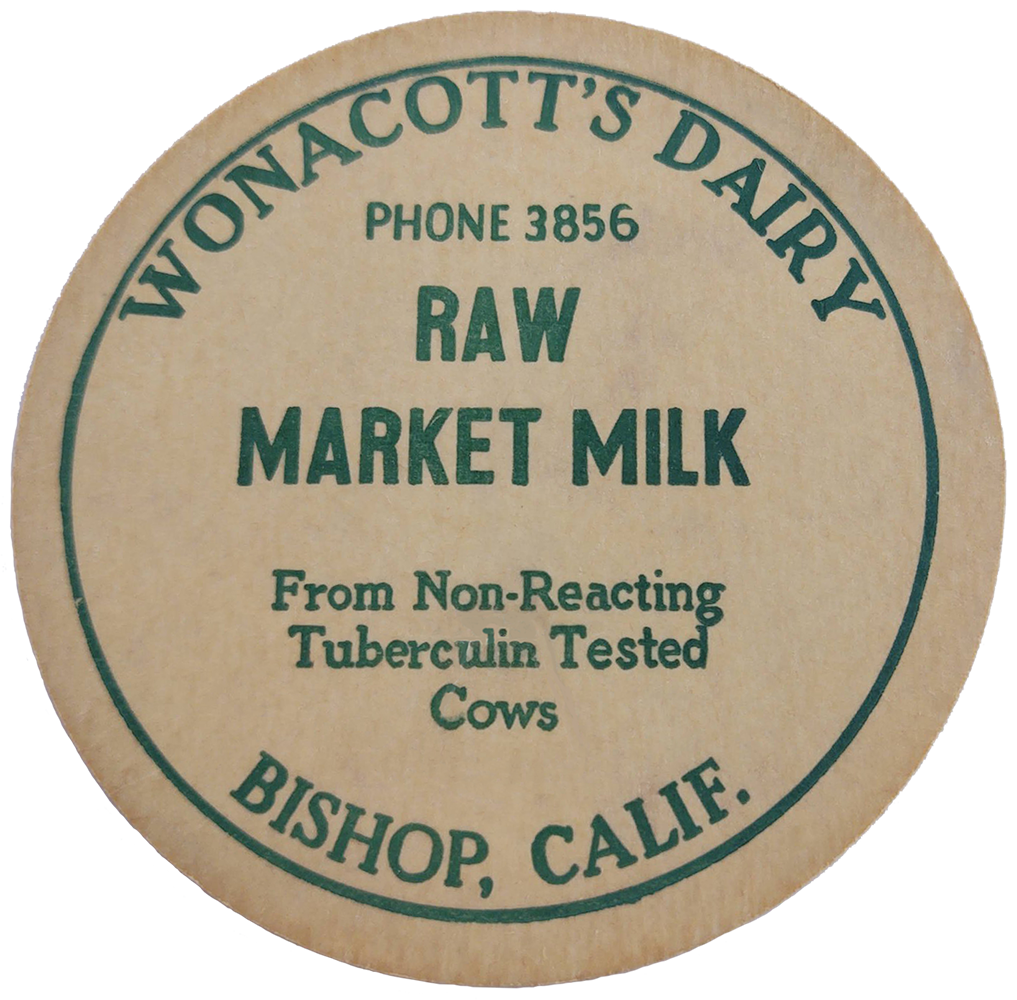 WONACOTT'S DAIRY
PHONE 3856
RAW
MARKET MILK
From Non-Reacting
Tuberculin Tested
Cows
BISHOP, CALIF.